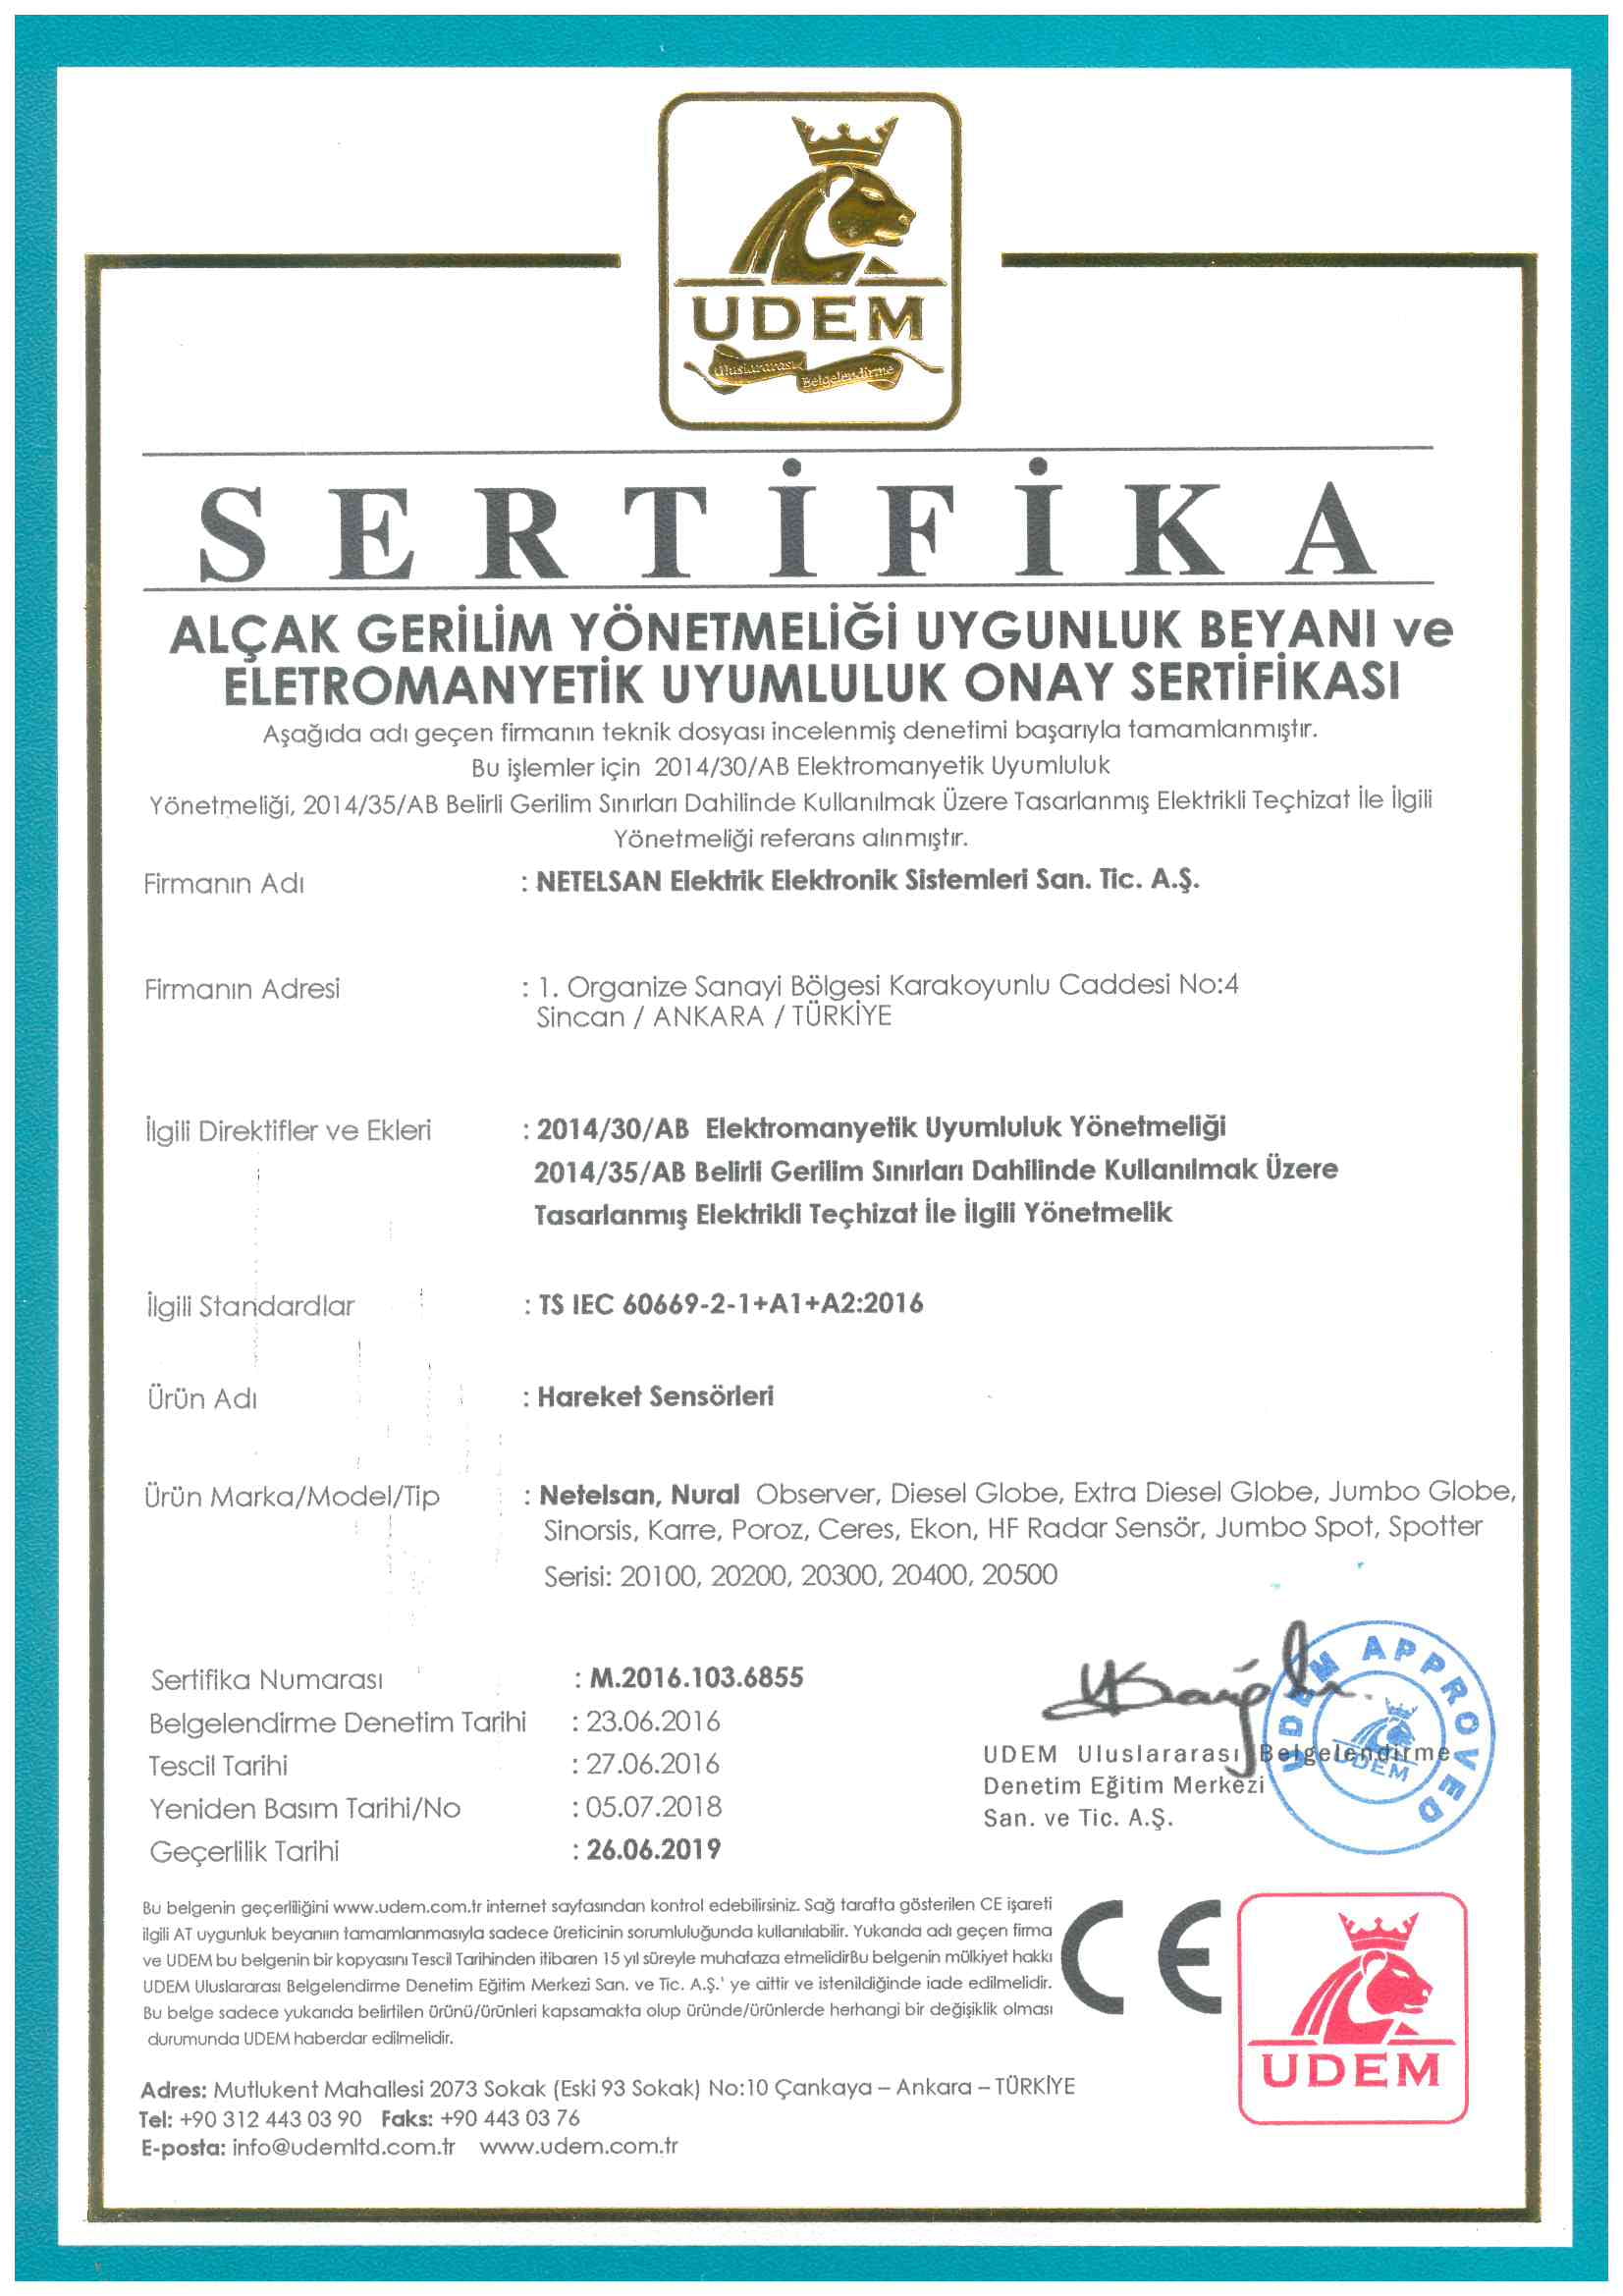 UDEM
Uluslararası
Belgelendirme
SERTİFİKA
ALÇAK GERİLİM YÖNETMELİĞİ UYGUNLUK BEYANI ve
ELETROMANYETİK UYUMLULUK ONAY SERTİFİKASI
Aşağıda adı geçen firmanın teknik dosyası incelenmiş denetimi başarıyla tamamlanmıştır.
Bu işlemler için 2014/30/AB Elektromanyetik Uyumluluk
Yönetmeliği, 2014/35/AB Belirli Gerilim Sınırları Dahilinde Kullanılmak Üzere Tasarlanmış Elektrikli Teçhizat İle İlgili
Yönetmeliği referans alınmıştır.
Firmanın Adı : NETELSAN Elektrik Elektronik Sistemleri San. Tic. A.Ş.
Firmanın Adresi : 1. Organize Sanayi Bölgesi Karakoyunlu Caddesi No:4
Sincan / ANKARA / TÜRKİYE
İlgili Direktifler ve Ekleri : 2014/30/AB Elektromanyetik Uyumluluk Yönetmeliği
2014/35/AB Belirli Gerilim Sınırları Dahilinde Kullanılmak Üzere
Tasarlanmış Elektrikli Teçhizat İle İlgili Yönetmelik
İlgili Standardlar : TS IEC 60669-2-1+A1+A2:2016
Ürün Adı : Hareket Sensörleri
Ürün Marka/Model/Tip : Netelsan, Nural Observer, Diesel Globe, Extra Diesel Globe, Jumbo Globe,
Sinorsis, Karre, Poroz, Ceres, Ekon, HF Radar Sensör, Jumbo Spot, Spotter
Serisi: 20100, 20200, 20300, 20400, 20500
Sertifika Numarası : M.2016.103.6855
Belgelendirme Denetim Tarihi : 23.06.2016
Tescil Tarihi : 27.06.2016
Yeniden Basım Tarihi/No : 05.07.2018
Geçerlilik Tarihi : 26.06.2019
UDEM Uluslararası Belgelendirme
Denetim Eğitim Merkezi
San. ve Tic. A.Ş.
UDEM APPROVED
UDEM
Bu belgenin geçerliliğini www.udem.com.tr internet sayfasından kontrol edebilirsiniz. Sağ tarafta gösterilen CE işareti
ilgili AT uygunluk beyanıın tamamlanmasıyla sadece üreticinin sorumluluğunda kullanılabilir. Yukarıda adı geçen firma
ve UDEM bu belgenin bir kopyasını Tescil Tarihinden itibaren 15 yıl süreyle muhafaza etmelidirBu belgenin mülkiyet hakkı
UDEM Uluslararası Belgelendirme Denetim Eğitim Merkezi San. ve Tic. A.Ş.' ye aittir ve istenildiğinde iade edilmelidir.
Bu belge sadece yukarıda belirtilen ürünü/ürünleri kapsamakta olup üründe/ürünlerde herhangi bir değişiklik olması
durumunda UDEM haberdar edilmelidir.
CE
UDEM
Adres: Mutlukent Mahallesi 2073 Sokak (Eski 93 Sokak) No:10 Çankaya – Ankara – TÜRKİYE
Tel: +90 312 443 03 90 Faks: +90 443 03 76
E-posta: info@udemltd.com.tr www.udem.com.tr